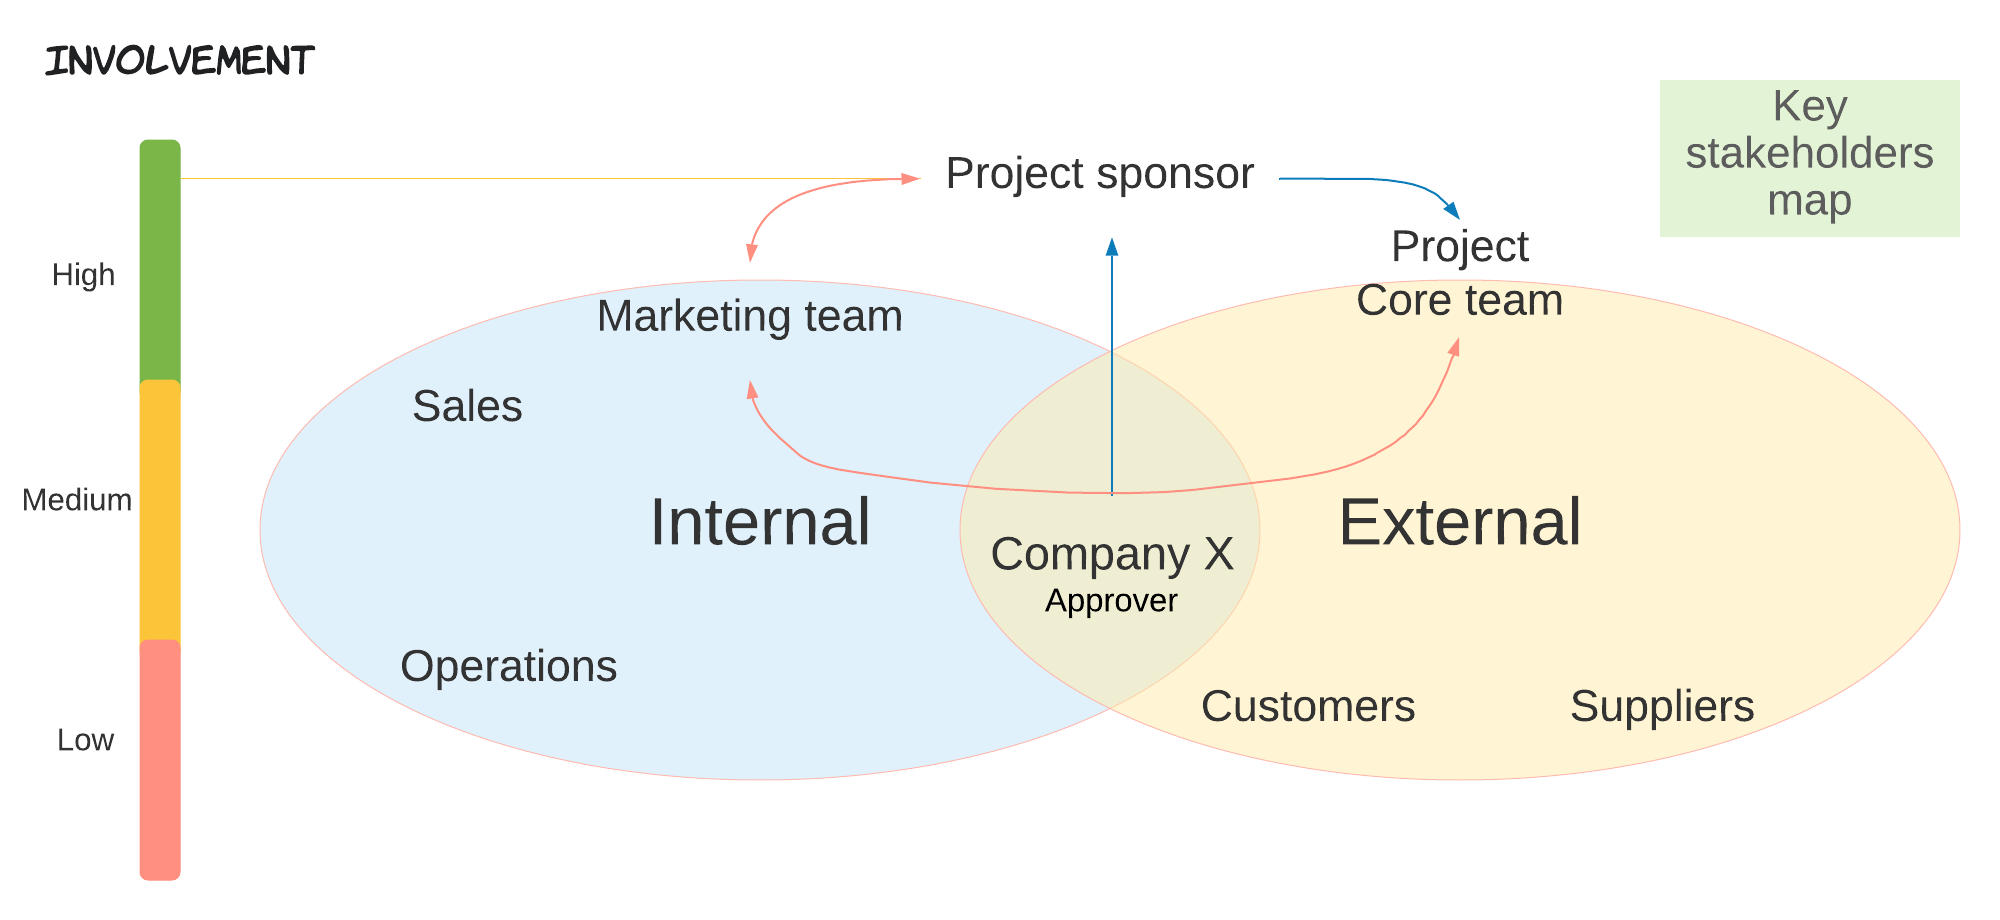 INVOLVEMENT
Key
stakeholders
map
Project sponsor
Project
Core team
High
Marketing team
Sales
Medium
Internal
External
Company X
Approver
Operations
Customers
Suppliers
Low